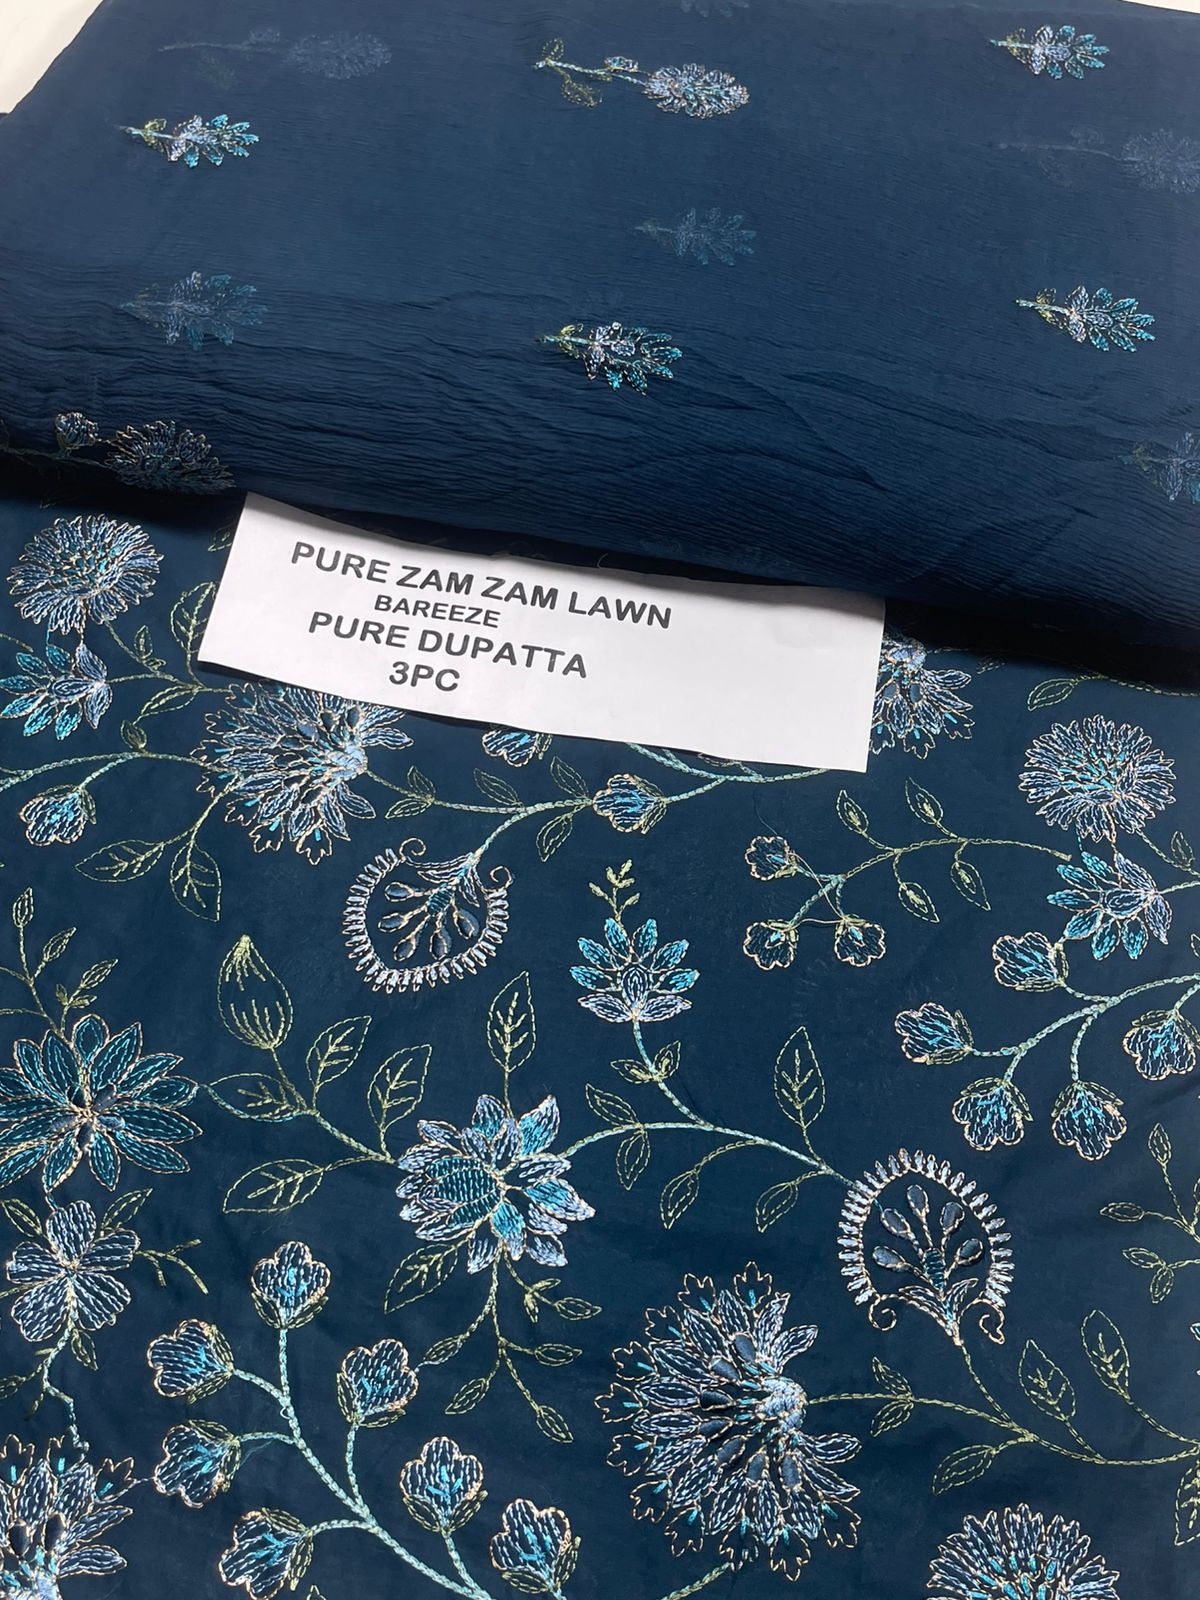 PURE ZAM ZAM LAWN
BAREEZE
PURE DUPATTA
3PC